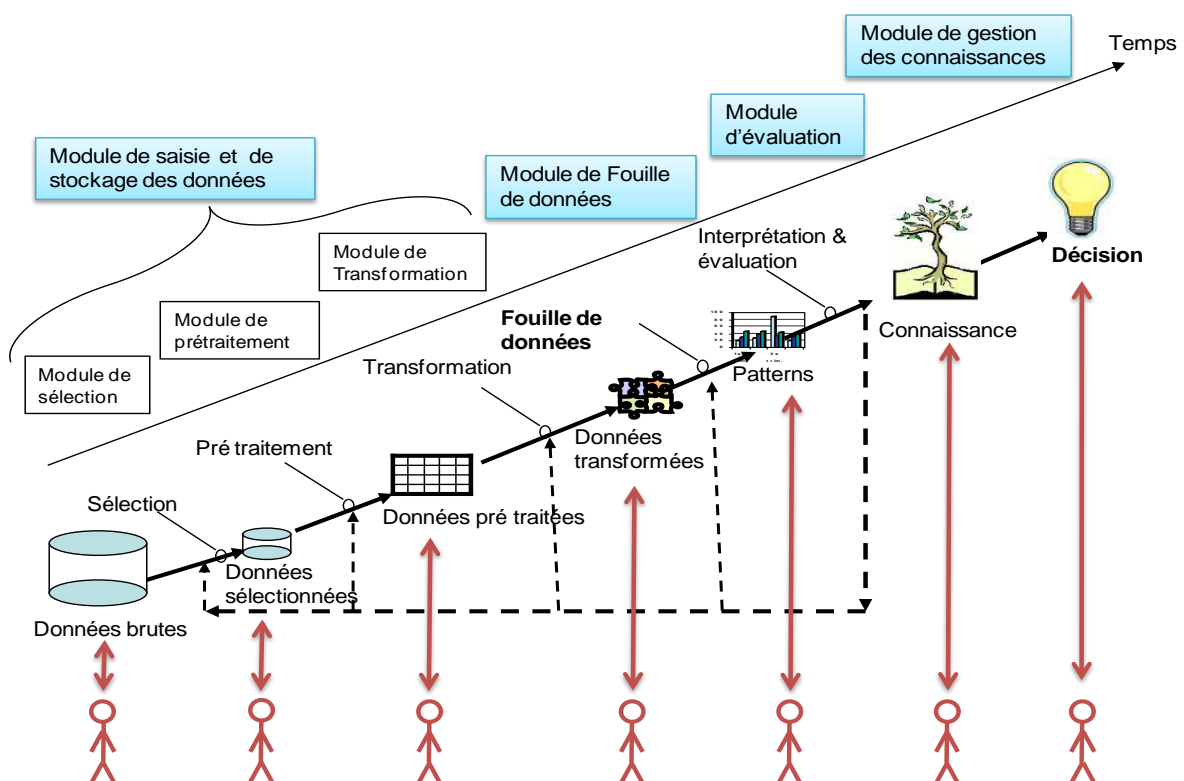 Module de gestion
des connaissances
Temps
Module
d'évaluation
Module de saisie et de
stockage des données
Module de Fouille
de données
Module de
Transformation
Interprétation &
évaluation
Décision
Module de
prétraitement
Fouille de
données
Connaissance
Module de
sélection
Transformation
Patterns
Pré traitement
Données
transformées
Sélection
Données pré traitées
Données
sélectionnées
Données brutes